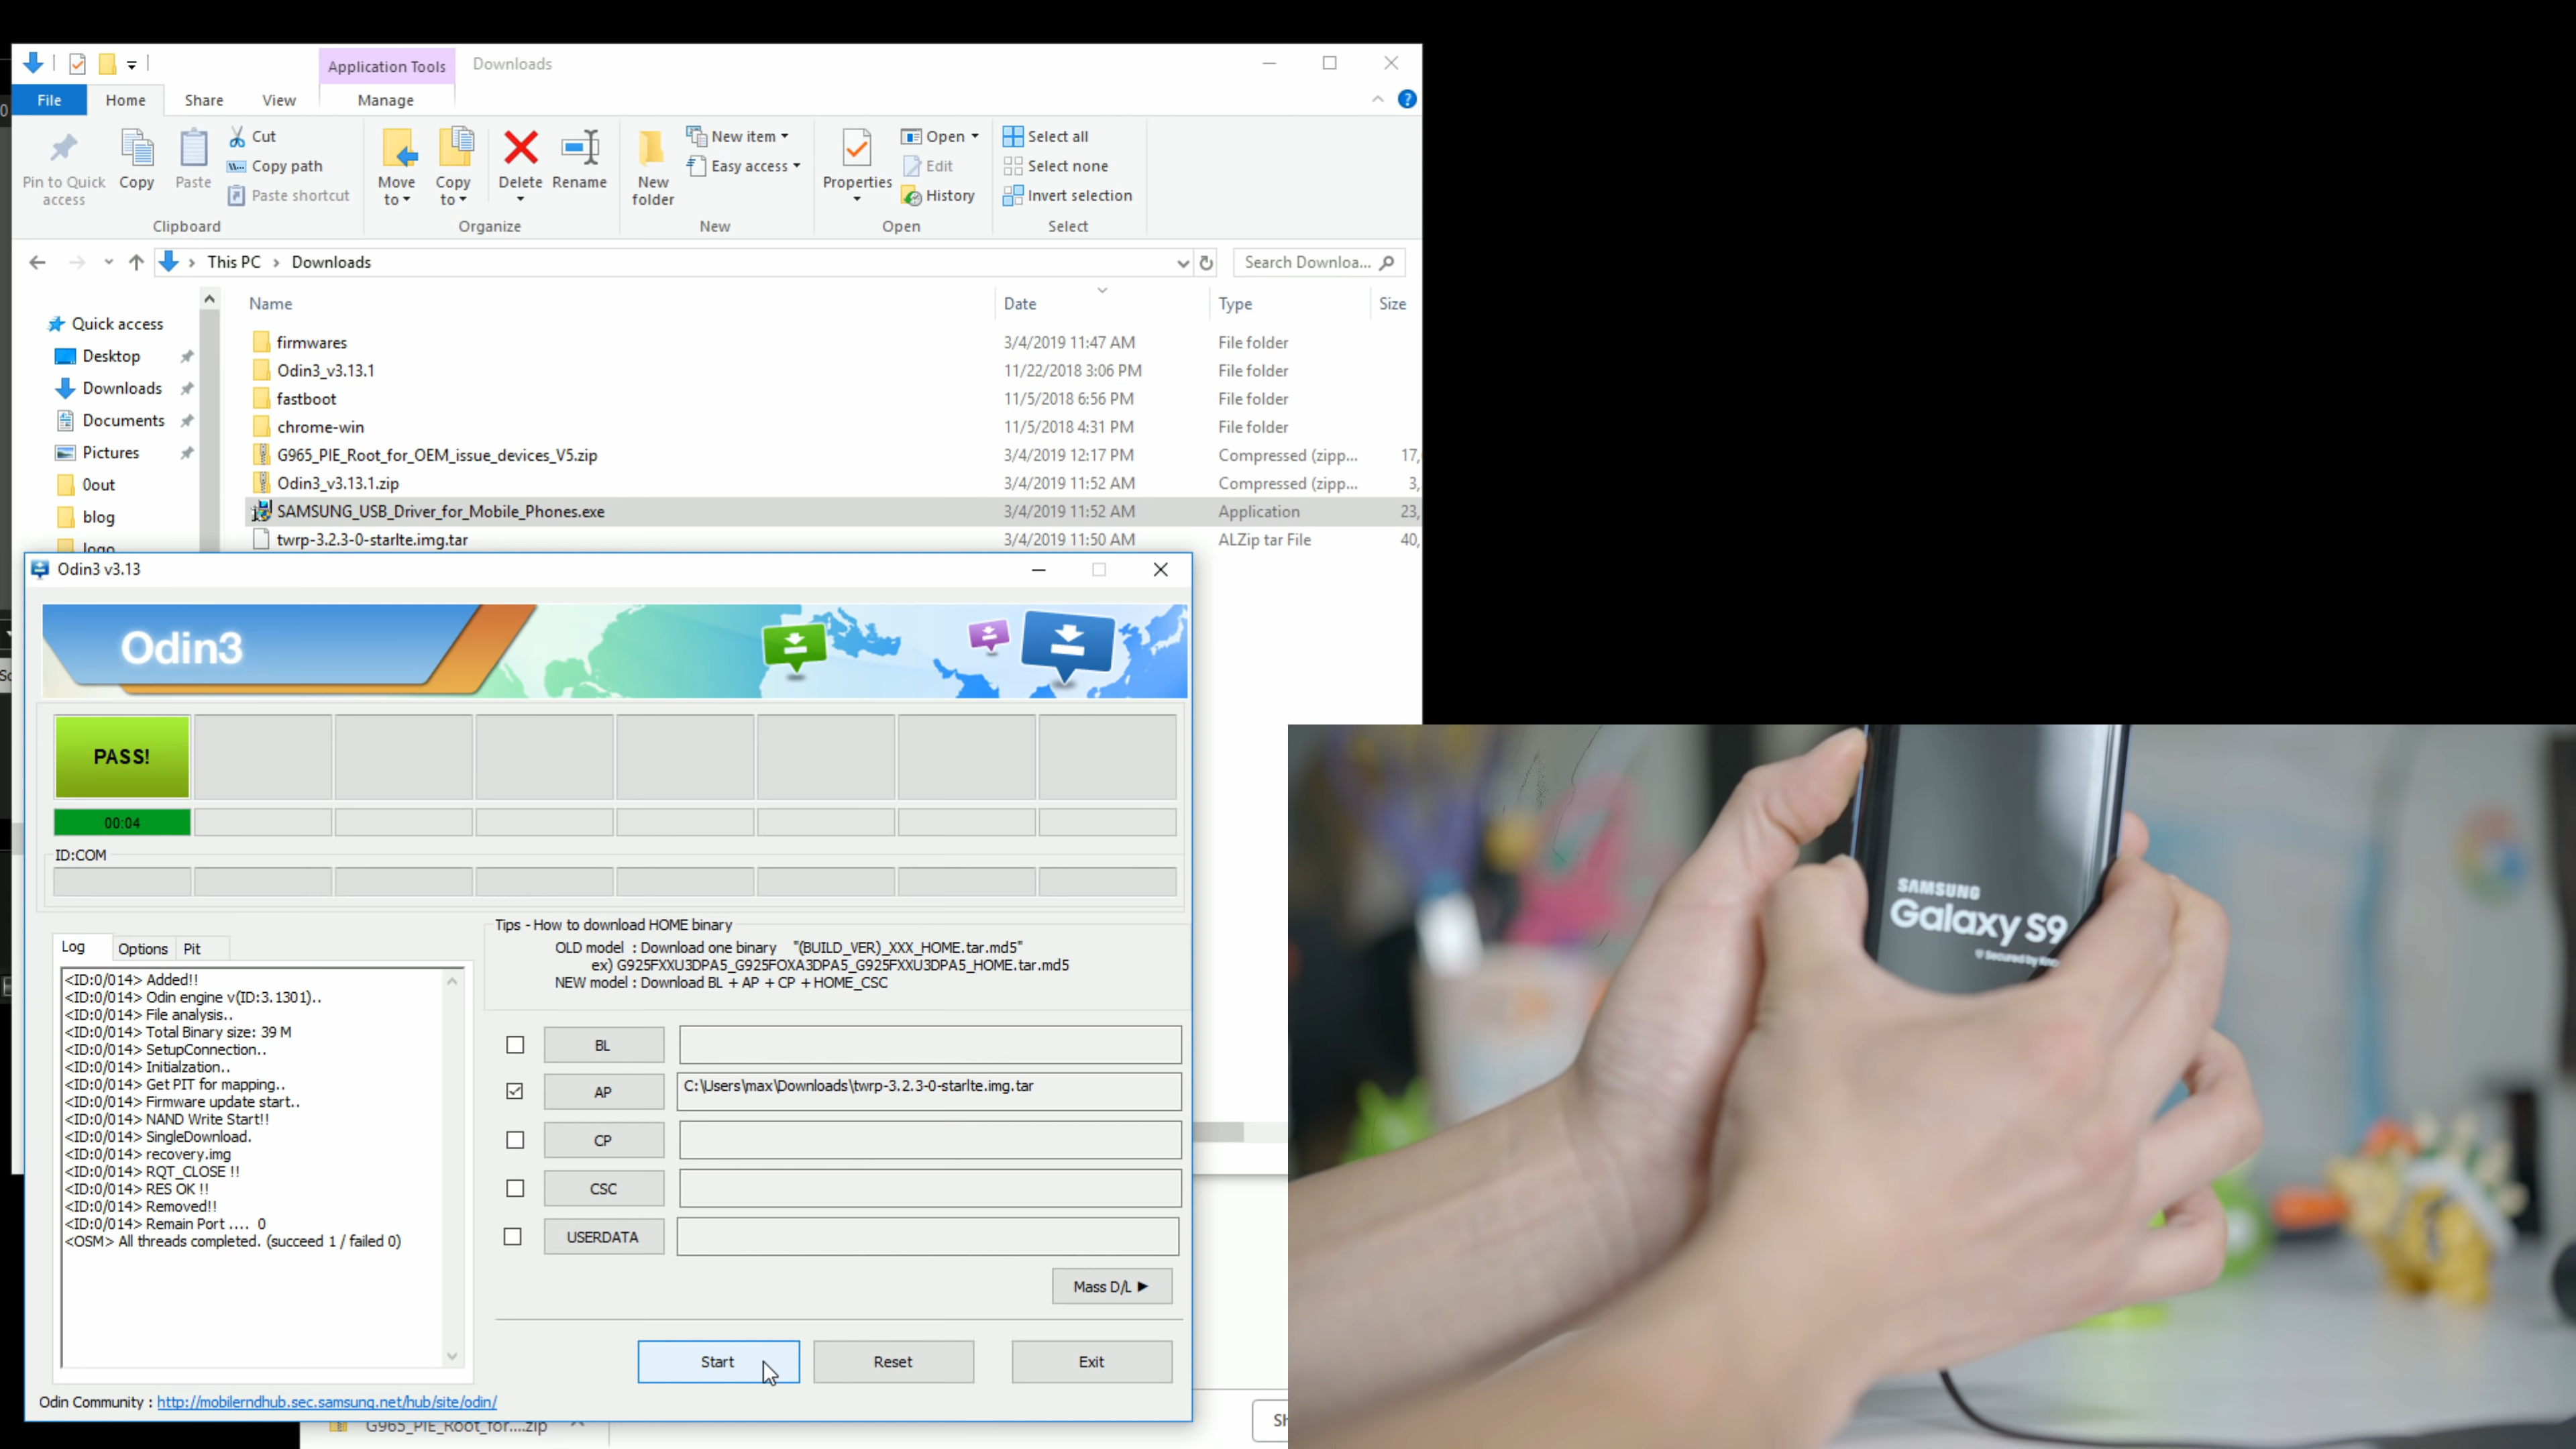 Application Tools
Downloads
File
Home
Share
View
Manage
Pin to Quick access
Copy
Paste
Cut
Copy path
Paste shortcut
Clipboard
Move to
Copy to
Delete
Rename
Organize
New folder
New item
Easy access
New
Properties
Open
Edit
History
Open
Select all
Select none
Invert selection
Select
This PC > Downloads
Search Downloa...
Name Date Type Size
Quick access
Desktop
Downloads
Documents
Pictures
0out
blog
logo
firmwares 3/4/2019 11:47 AM File folder
Odin3_v3.13.1 11/22/2018 3:06 PM File folder
fastboot 11/5/2018 6:56 PM File folder
chrome-win 11/5/2018 4:31 PM File folder
G965_PIE_Root_for_OEM_issue_devices_V5.zip 3/4/2019 12:17 PM Compressed (zipp... 17,
Odin3_v3.13.1.zip 3/4/2019 11:52 AM Compressed (zipp... 3,
SAMSUNG_USB_Driver_for_Mobile_Phones.exe 3/4/2019 11:52 AM Application 23,
twrp-3.2.3-0-starlte.img.tar 3/4/2019 11:50 AM ALZip tar File 40,
Odin3 v3.13
Odin3
PASS!
00:04
ID:COM
Log
Options
Pit
<ID:0/014> Added!!
<ID:0/014> Odin engine v(ID:3.1301)..
<ID:0/014> File analysis..
<ID:0/014> Total Binary size: 39 M
<ID:0/014> SetupConnection..
<ID:0/014> Initialzation..
<ID:0/014> Get PIT for mapping..
<ID:0/014> Firmware update start..
<ID:0/014> NAND Write Start!!
<ID:0/014> SingleDownload.
<ID:0/014> recovery.img
<ID:0/014> RQT_CLOSE !!
<ID:0/014> RES OK !!
<ID:0/014> Removed!!
<ID:0/014> Remain Port .... 0
<OSM> All threads completed. (succeed 1 / failed 0)
Tips - How to download HOME binary
OLD model : Download one binary "(BUILD_VER)_XXX_HOME.tar.md5"
ex) G925FXXU3DPA5_G925FOXA3DPA5_G925FXXU3DPA5_HOME.tar.md5
NEW model : Download BL + AP + CP + HOME_CSC
BL
AP C:\Users\max\Downloads\twrp-3.2.3-0-starlte.img.tar
CP
CSC
USERDATA
Mass D/L
Start
Reset
Exit
Odin Community : http://mobilerndhub.sec.samsung.net/hub/site/odin/
G965_PIE_Root_for....zip
SAMSUNG
Galaxy S9
Secured by